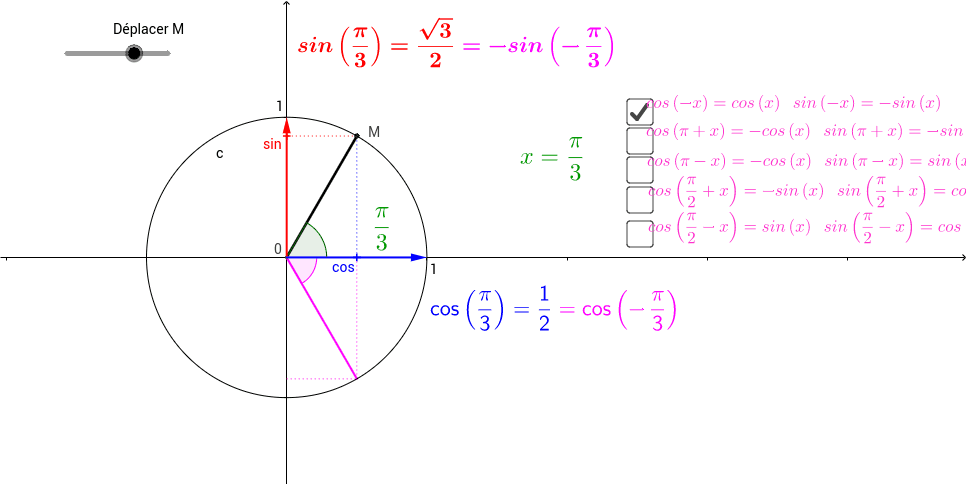 Déplacer M
sin(π/3) = √3/2 = −sin(−π/3)
1
cos(−x) = cos(x) sin(−x) = −sin(x)
M
cos(π + x) = −cos(x) sin(π + x) = −sin
sin
c
x = π/3
cos(π − x) = −cos(x) sin(π − x) = sin(x
cos(π/2 + x) = −sin(x) sin(π/2 + x) = co
π/3
cos(π/2 − x) = sin(x) sin(π/2 − x) = cos
0
cos
1
cos(π/3) = 1/2 = cos(−π/3)